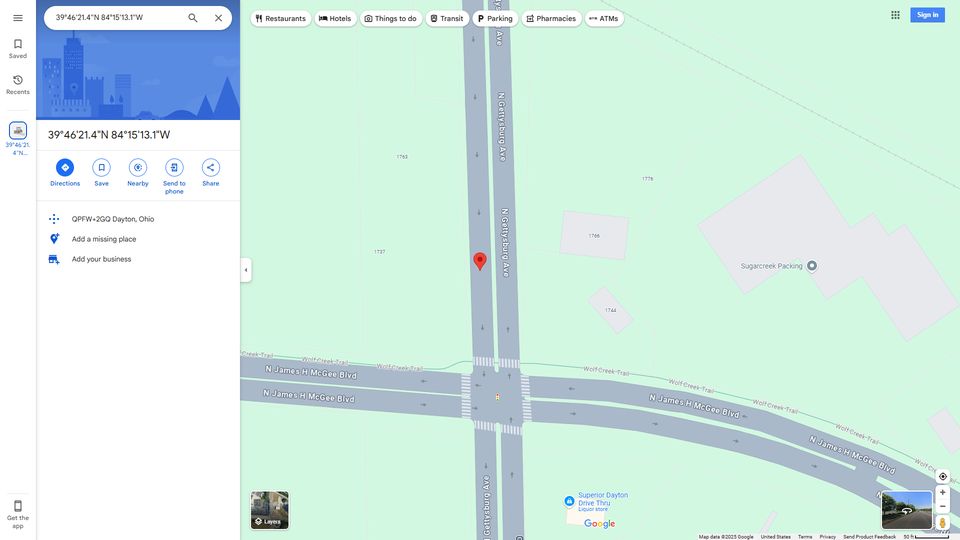 39°46'21.4"N 84°15'13.1"W
Restaurants
Hotels
Things to do
Transit
Parking
Pharmacies
ATMs
Sign in
Saved
Recents
39°46'21.
4"N...
39°46'21.4"N 84°15'13.1"W
Directions
Save
Nearby
Send to
phone
Share
QPFW+2GQ Dayton, Ohio
Add a missing place
Add your business
Get the
app
N Gettysburg Ave
N Gettysburg Ave
1763
1776
1766
1737
1744
Sugarcreek Packing
Wolf Creek Trail
Wolf Creek Trail
Wolf Creek Trail
Wolf Creek Trail
Wolf Creek Trail
Wolf Creek Trail
N James H McGee Blvd
N James H McGee Blvd
N James H McGee Blvd
N James H McGee Blvd
Gettysburg Ave
Superior Dayton
Drive Thru
Liquor store
Google
Layers
Map data ©2025 Google
United States
Terms
Privacy
Send Product Feedback
50 ft